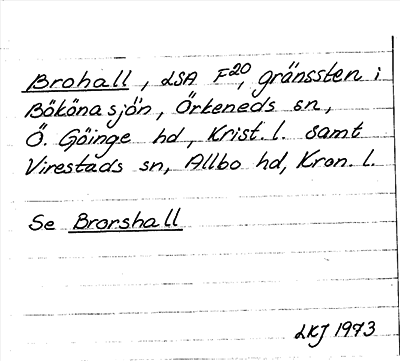 Brohall, LSA F20, gränssten i
Bökönasjön, Örkeneds sn,
Ö. Göinge hd, Krist. l. samt
Virestads sn, Allbo hd, Kron. l.
Se Brorshall
LKJ 1973